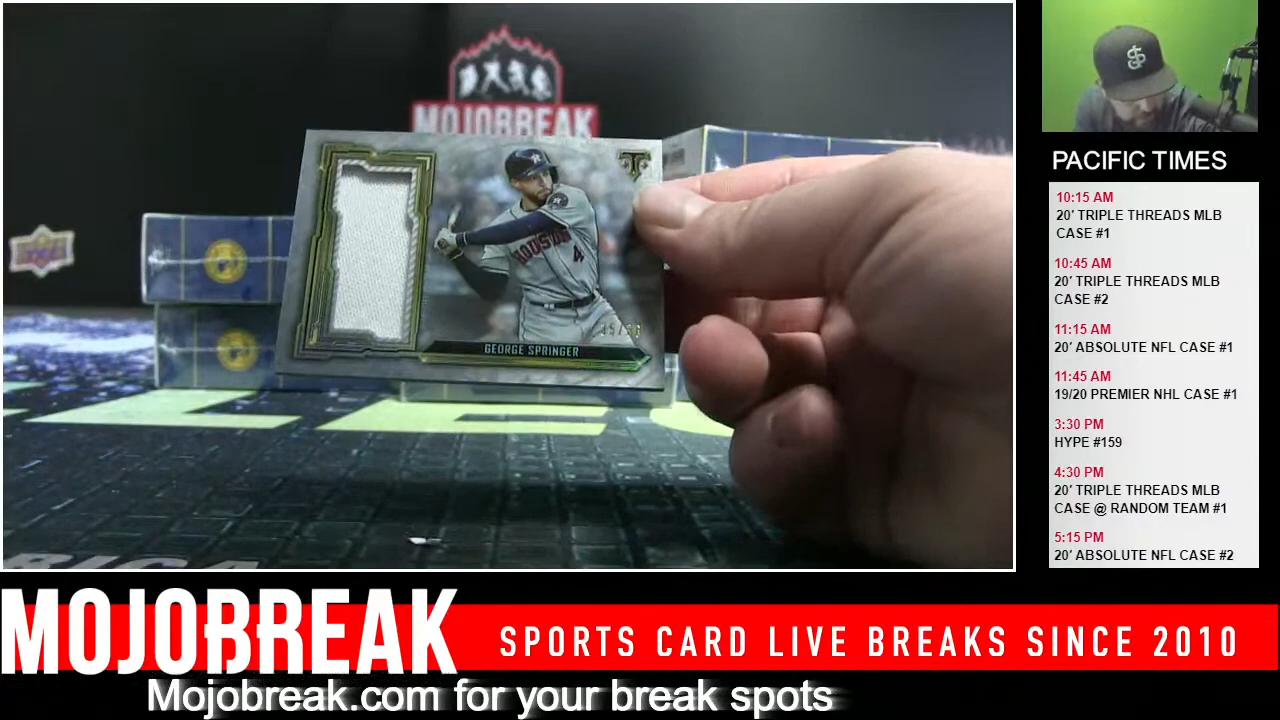 MOJOBREAK
TT
HOUSTON
4
GEORGE SPRINGER
PACIFIC TIMES
10:15 AM
20' TRIPLE THREADS MLB
CASE #1
10:45 AM
20' TRIPLE THREADS MLB
CASE #2
11:15 AM
20' ABSOLUTE NFL CASE #1
11:45 AM
19/20 PREMIER NHL CASE #1
3:30 PM
HYPE #159
4:30 PM
20' TRIPLE THREADS MLB
CASE @ RANDOM TEAM #1
5:15 PM
20' ABSOLUTE NFL CASE #2
MOJOBREAK
SPORTS CARD LIVE BREAKS SINCE 2010
Mojobreak.com for your break spots